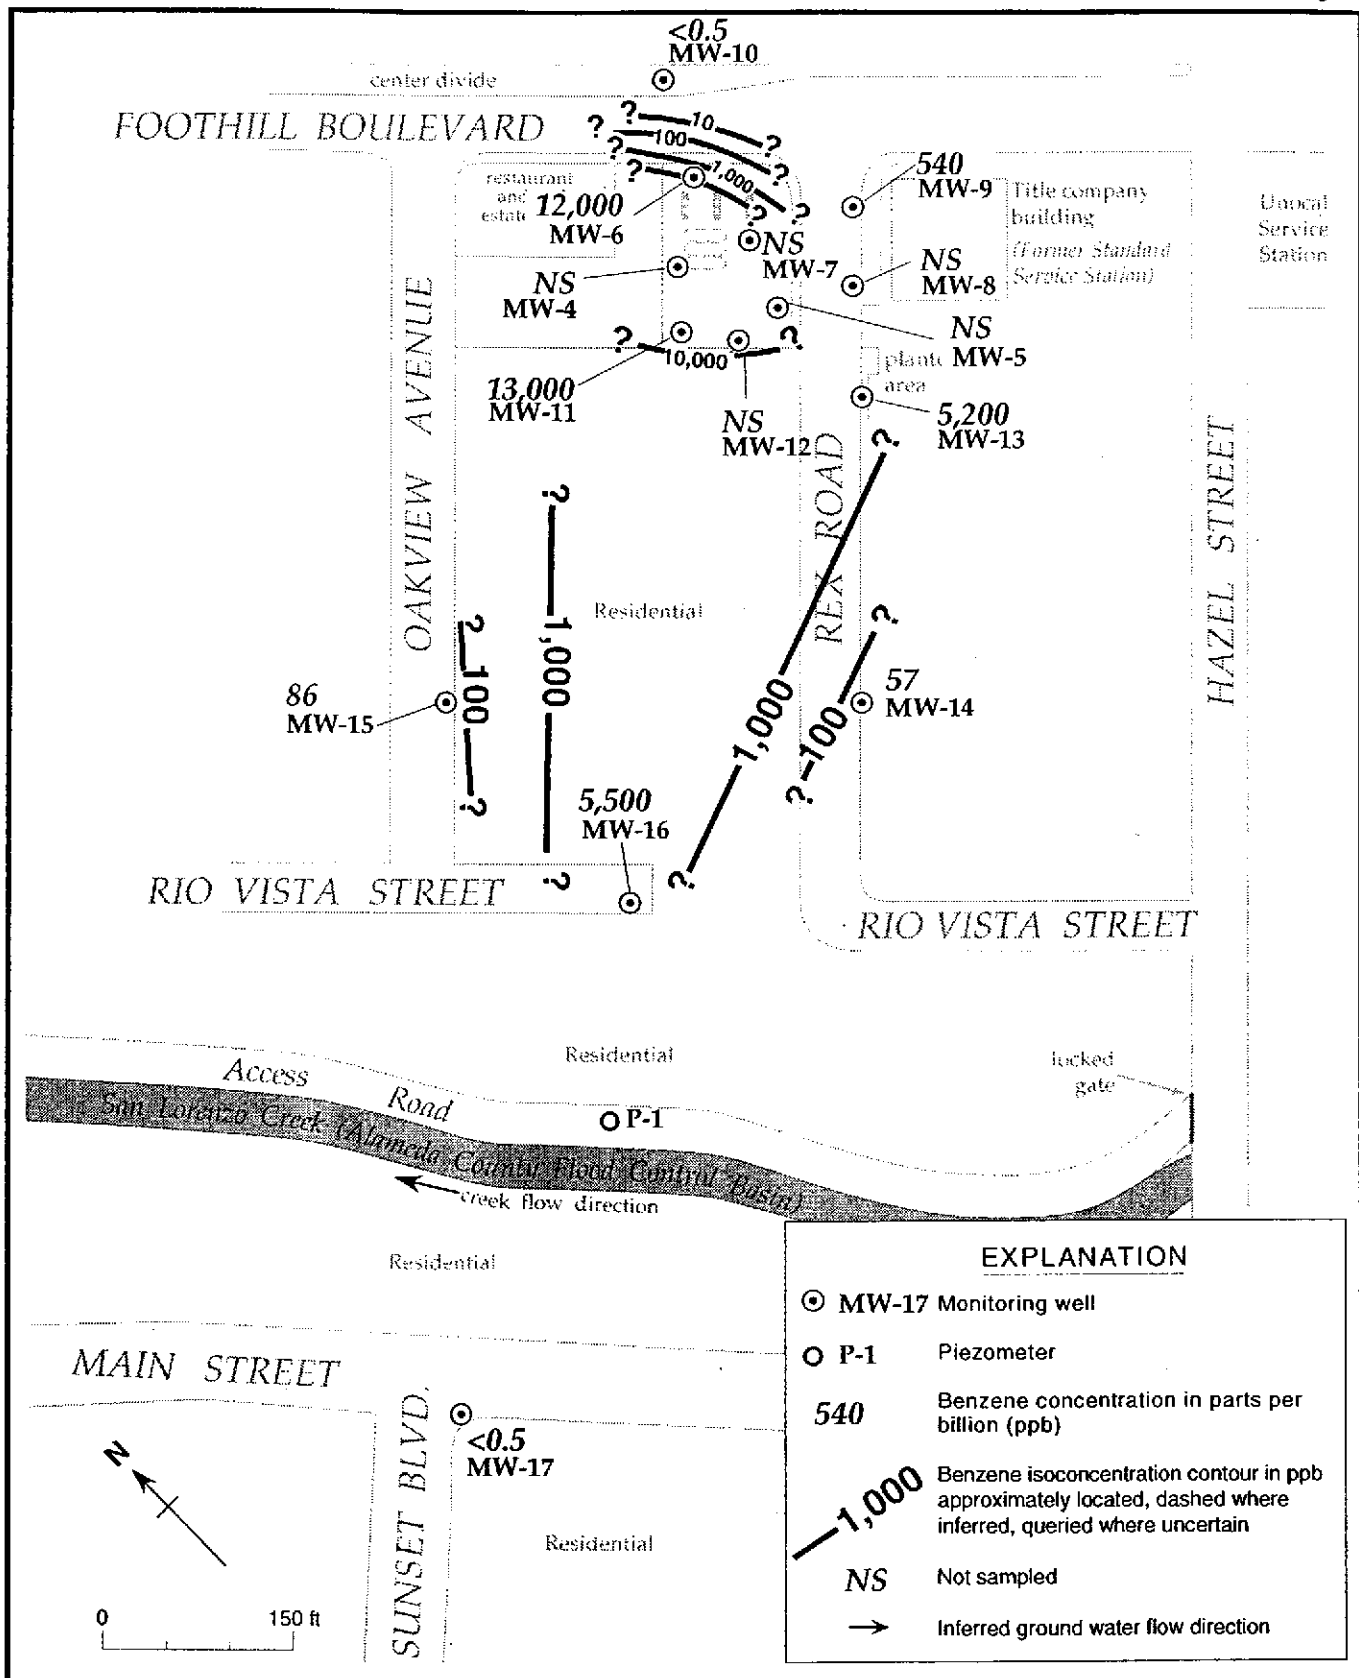 <0.5
MW-10
center divide
FOOTHILL BOULEVARD
?
?
?
?
10
100
1,000
?
?
?
?
restaurant
and
estate
12,000
MW-6
540
MW-9
Title company
building
(Former Standard
Service Station)
Unocal
Service
Station
NS
MW-7
NS
MW-8
NS
MW-4
NS
MW-5
?
10,000
?
13,000
MW-11
NS
MW-12
area
5,200
MW-13
OAKVIEW AVENUE
REX ROAD
HAZEL STREET
?
1,000
?
?
1,000
?
Residential
?
100
?
?
100
?
86
MW-15
57
MW-14
5,500
MW-16
RIO VISTA STREET
RIO VISTA STREET
Residential
locked
gate
Access Road
P-1
San Lorenzo Creek (Alameda County Flood Control Basin)
creek flow direction
Residential
MAIN STREET
SUNSET BLVD.
<0.5
MW-17
Residential
N
0 150 ft
EXPLANATION
MW-17 Monitoring well
P-1 Piezometer
540 Benzene concentration in parts per
billion (ppb)
1,000 Benzene isoconcentration contour in ppb
approximately located, dashed where
inferred, queried where uncertain
NS Not sampled
Inferred ground water flow direction